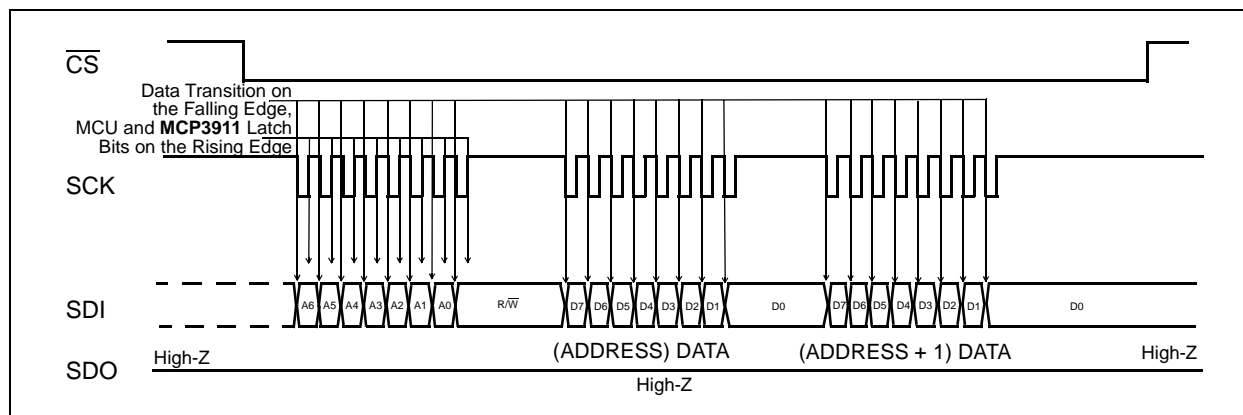 CS
Data Transition on
the Falling Edge,
MCU and MCP3911 Latch
Bits on the Rising Edge
SCK
SDI
A6 A5 A4 A3 A2 A1 A0 R/W D7 D6 D5 D4 D3 D2 D1 D0 D7 D6 D5 D4 D3 D2 D1 D0
(ADDRESS) DATA (ADDRESS + 1) DATA
High-Z High-Z
SDO
High-Z